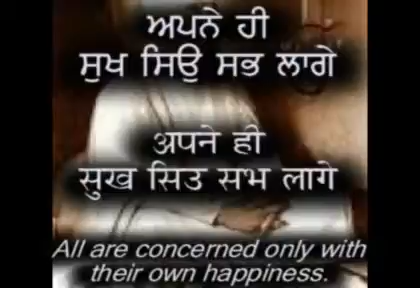 ਅਪਨੇ ਹੀ
ਸੁਖ ਸਿਉ ਸਭ ਲਾਗੇ
अपने ही
सुख सिउ सभ लागे
All are concerned only with
their own happiness.